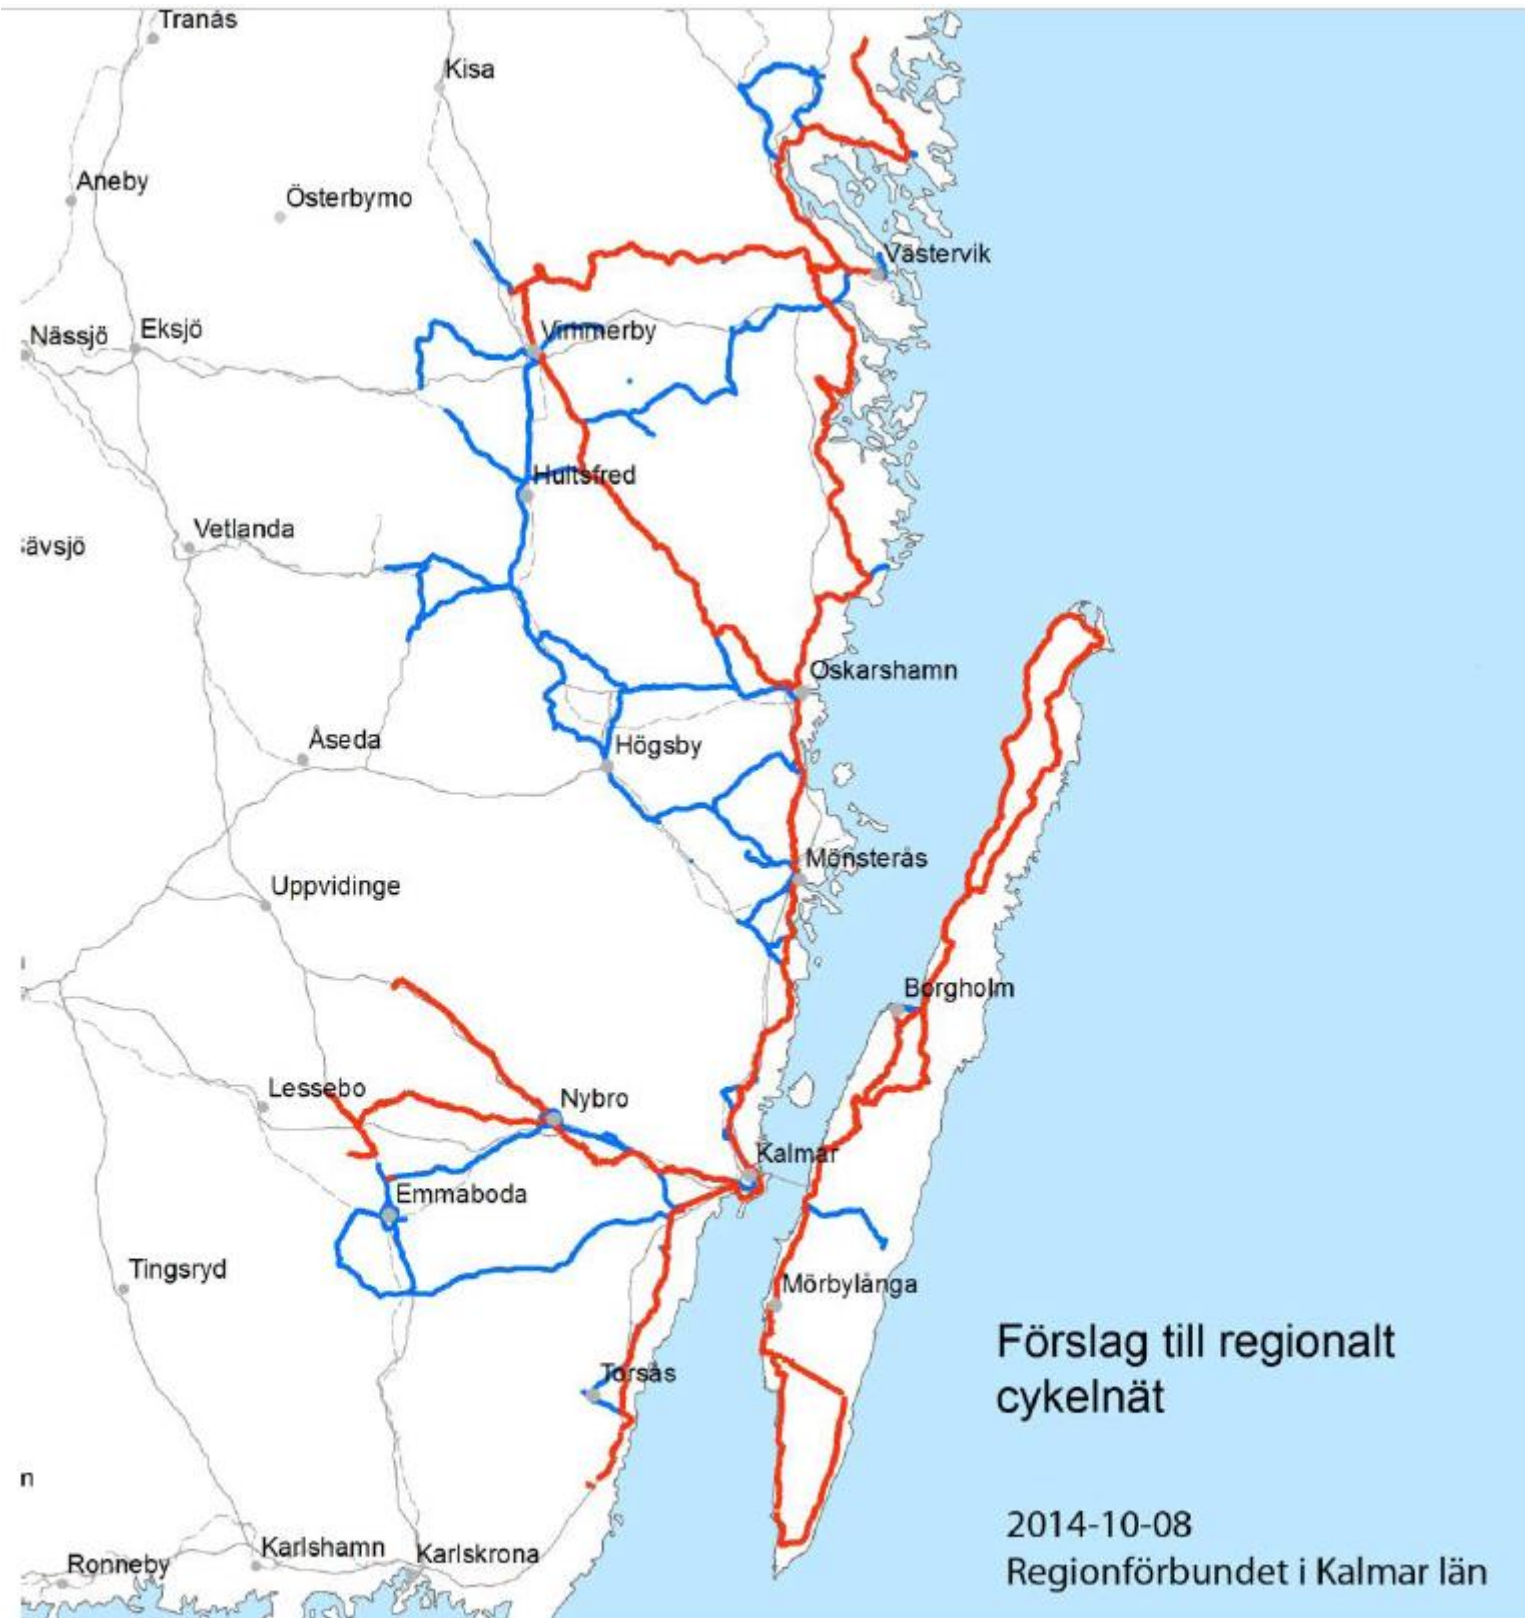 Tranås
Kisa
Aneby
Österbymo
Västervik
Nässjö
Eksjö
Vimmerby
Hultsfred
Vetlanda
ävsjö
Oskarshamn
Åseda
Högsby
Mönsterås
Uppvidinge
Borgholm
Lessebo
Nybro
Kalmar
Emmaboda
Tingsryd
Mörbylånga
Förslag till regionalt
cykelnät
Torsås
n
2014-10-08
Regionförbundet i Kalmar län
Karlshamn
Karlskrona
Ronneby